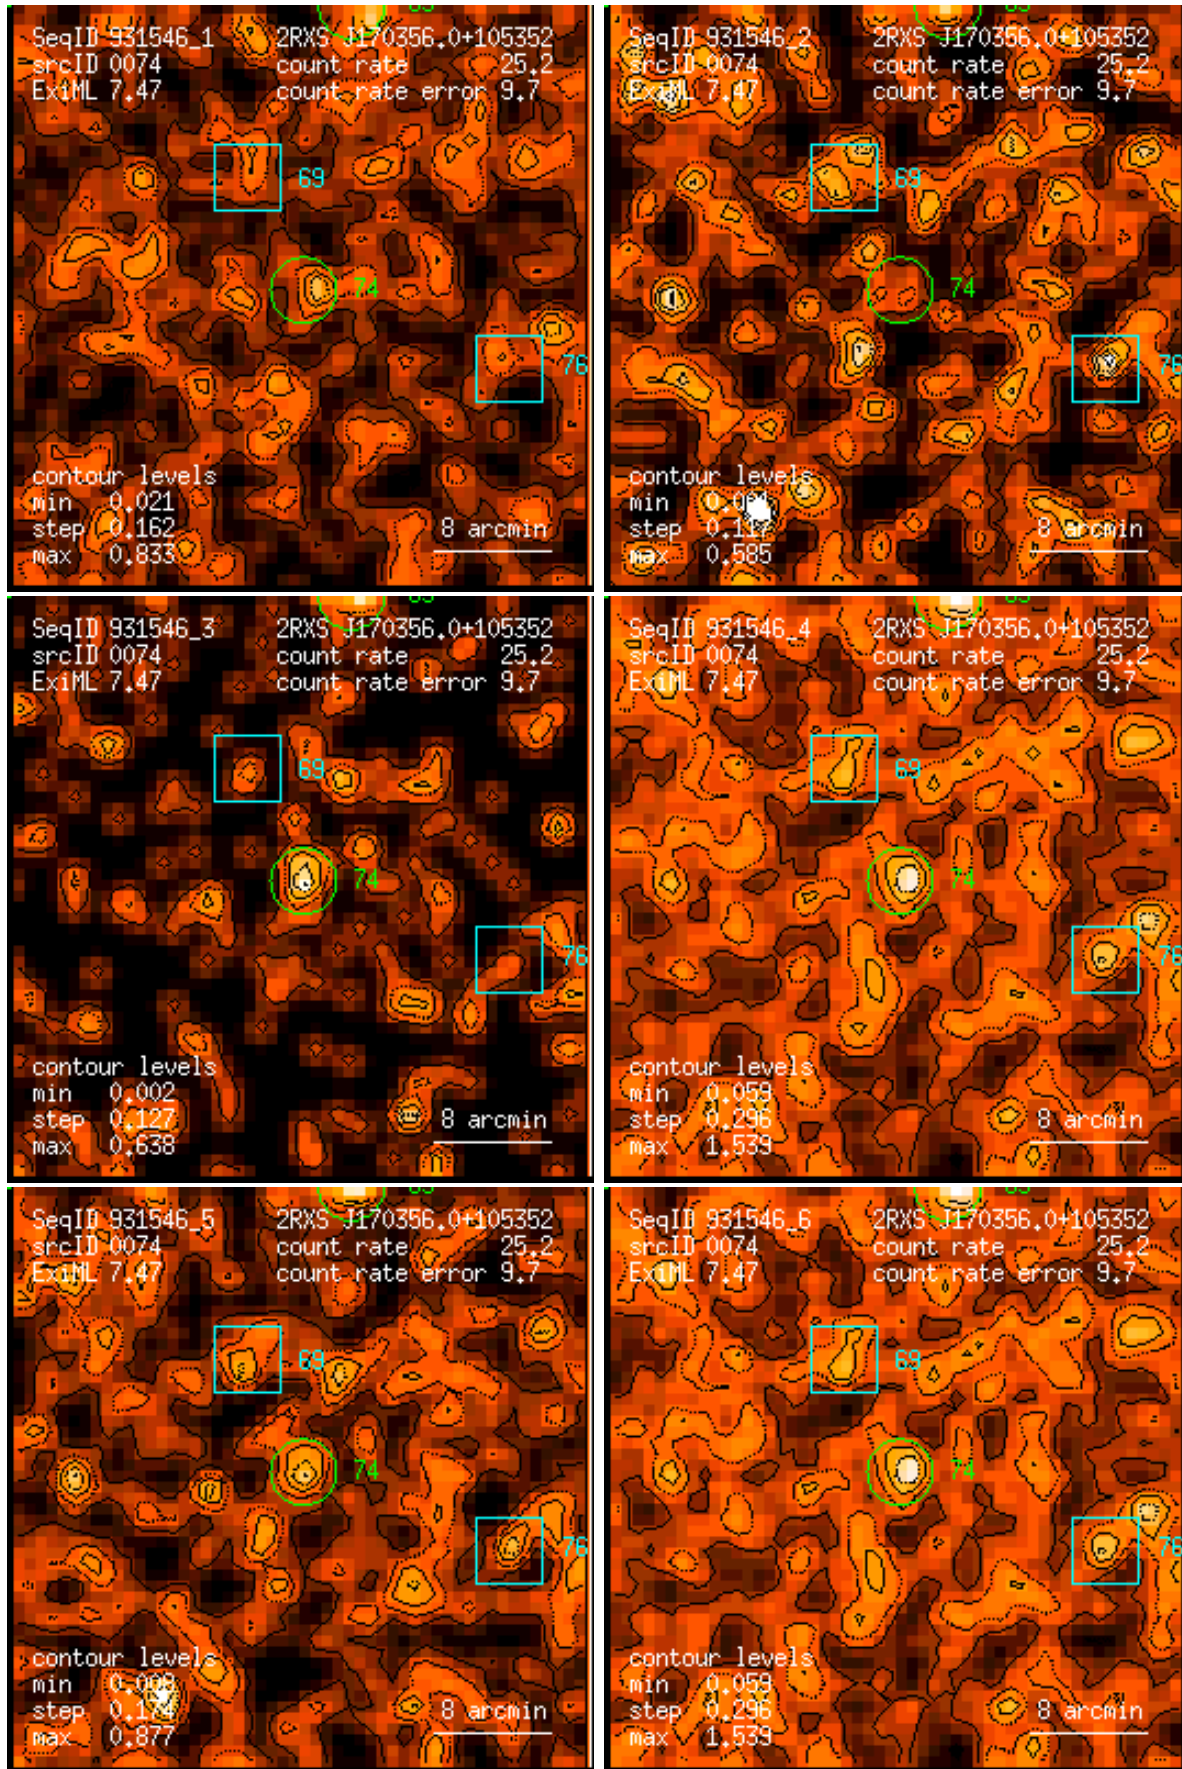 SeqID 931546_1 2RXS J170356.0+105352
srcID 0074 count rate 25.2
ExiML 7.47 count rate error 9.7
69
74
76
contour levels
min 0.021
step 0.162 8 arcmin
max 0.833
SeqID 931546_2 2RXS J170356.0+105352
srcID 0074 count rate 25.2
ExiML 7.47 count rate error 9.7
69
74
76
contour levels
min
step 8 arcmin
max 0.585
SeqID 931546_3 2RXS J170356.0+105352
srcID 0074 count rate 25.2
ExiML 7.47 count rate error 9.7
69
74
76
contour levels
min 0.002
step 0.127 8 arcmin
max 0.638
SeqID 931546_4 2RXS J170356.0+105352
srcID 0074 count rate 25.2
ExiML 7.47 count rate error 9.7
69
74
76
contour levels
min 0.059
step 0.296 8 arcmin
max 1.539
SeqID 931546_5 2RXS J170356.0+105352
srcID 0074 count rate 25.2
ExiML 7.47 count rate error 9.7
69
74
76
contour levels
min
step 0.174 8 arcmin
max 0.877
SeqID 931546_6 2RXS J170356.0+105352
srcID 0074 count rate 25.2
ExiML 7.47 count rate error 9.7
69
74
76
contour levels
min 0.059
step 0.296 8 arcmin
max 1.539